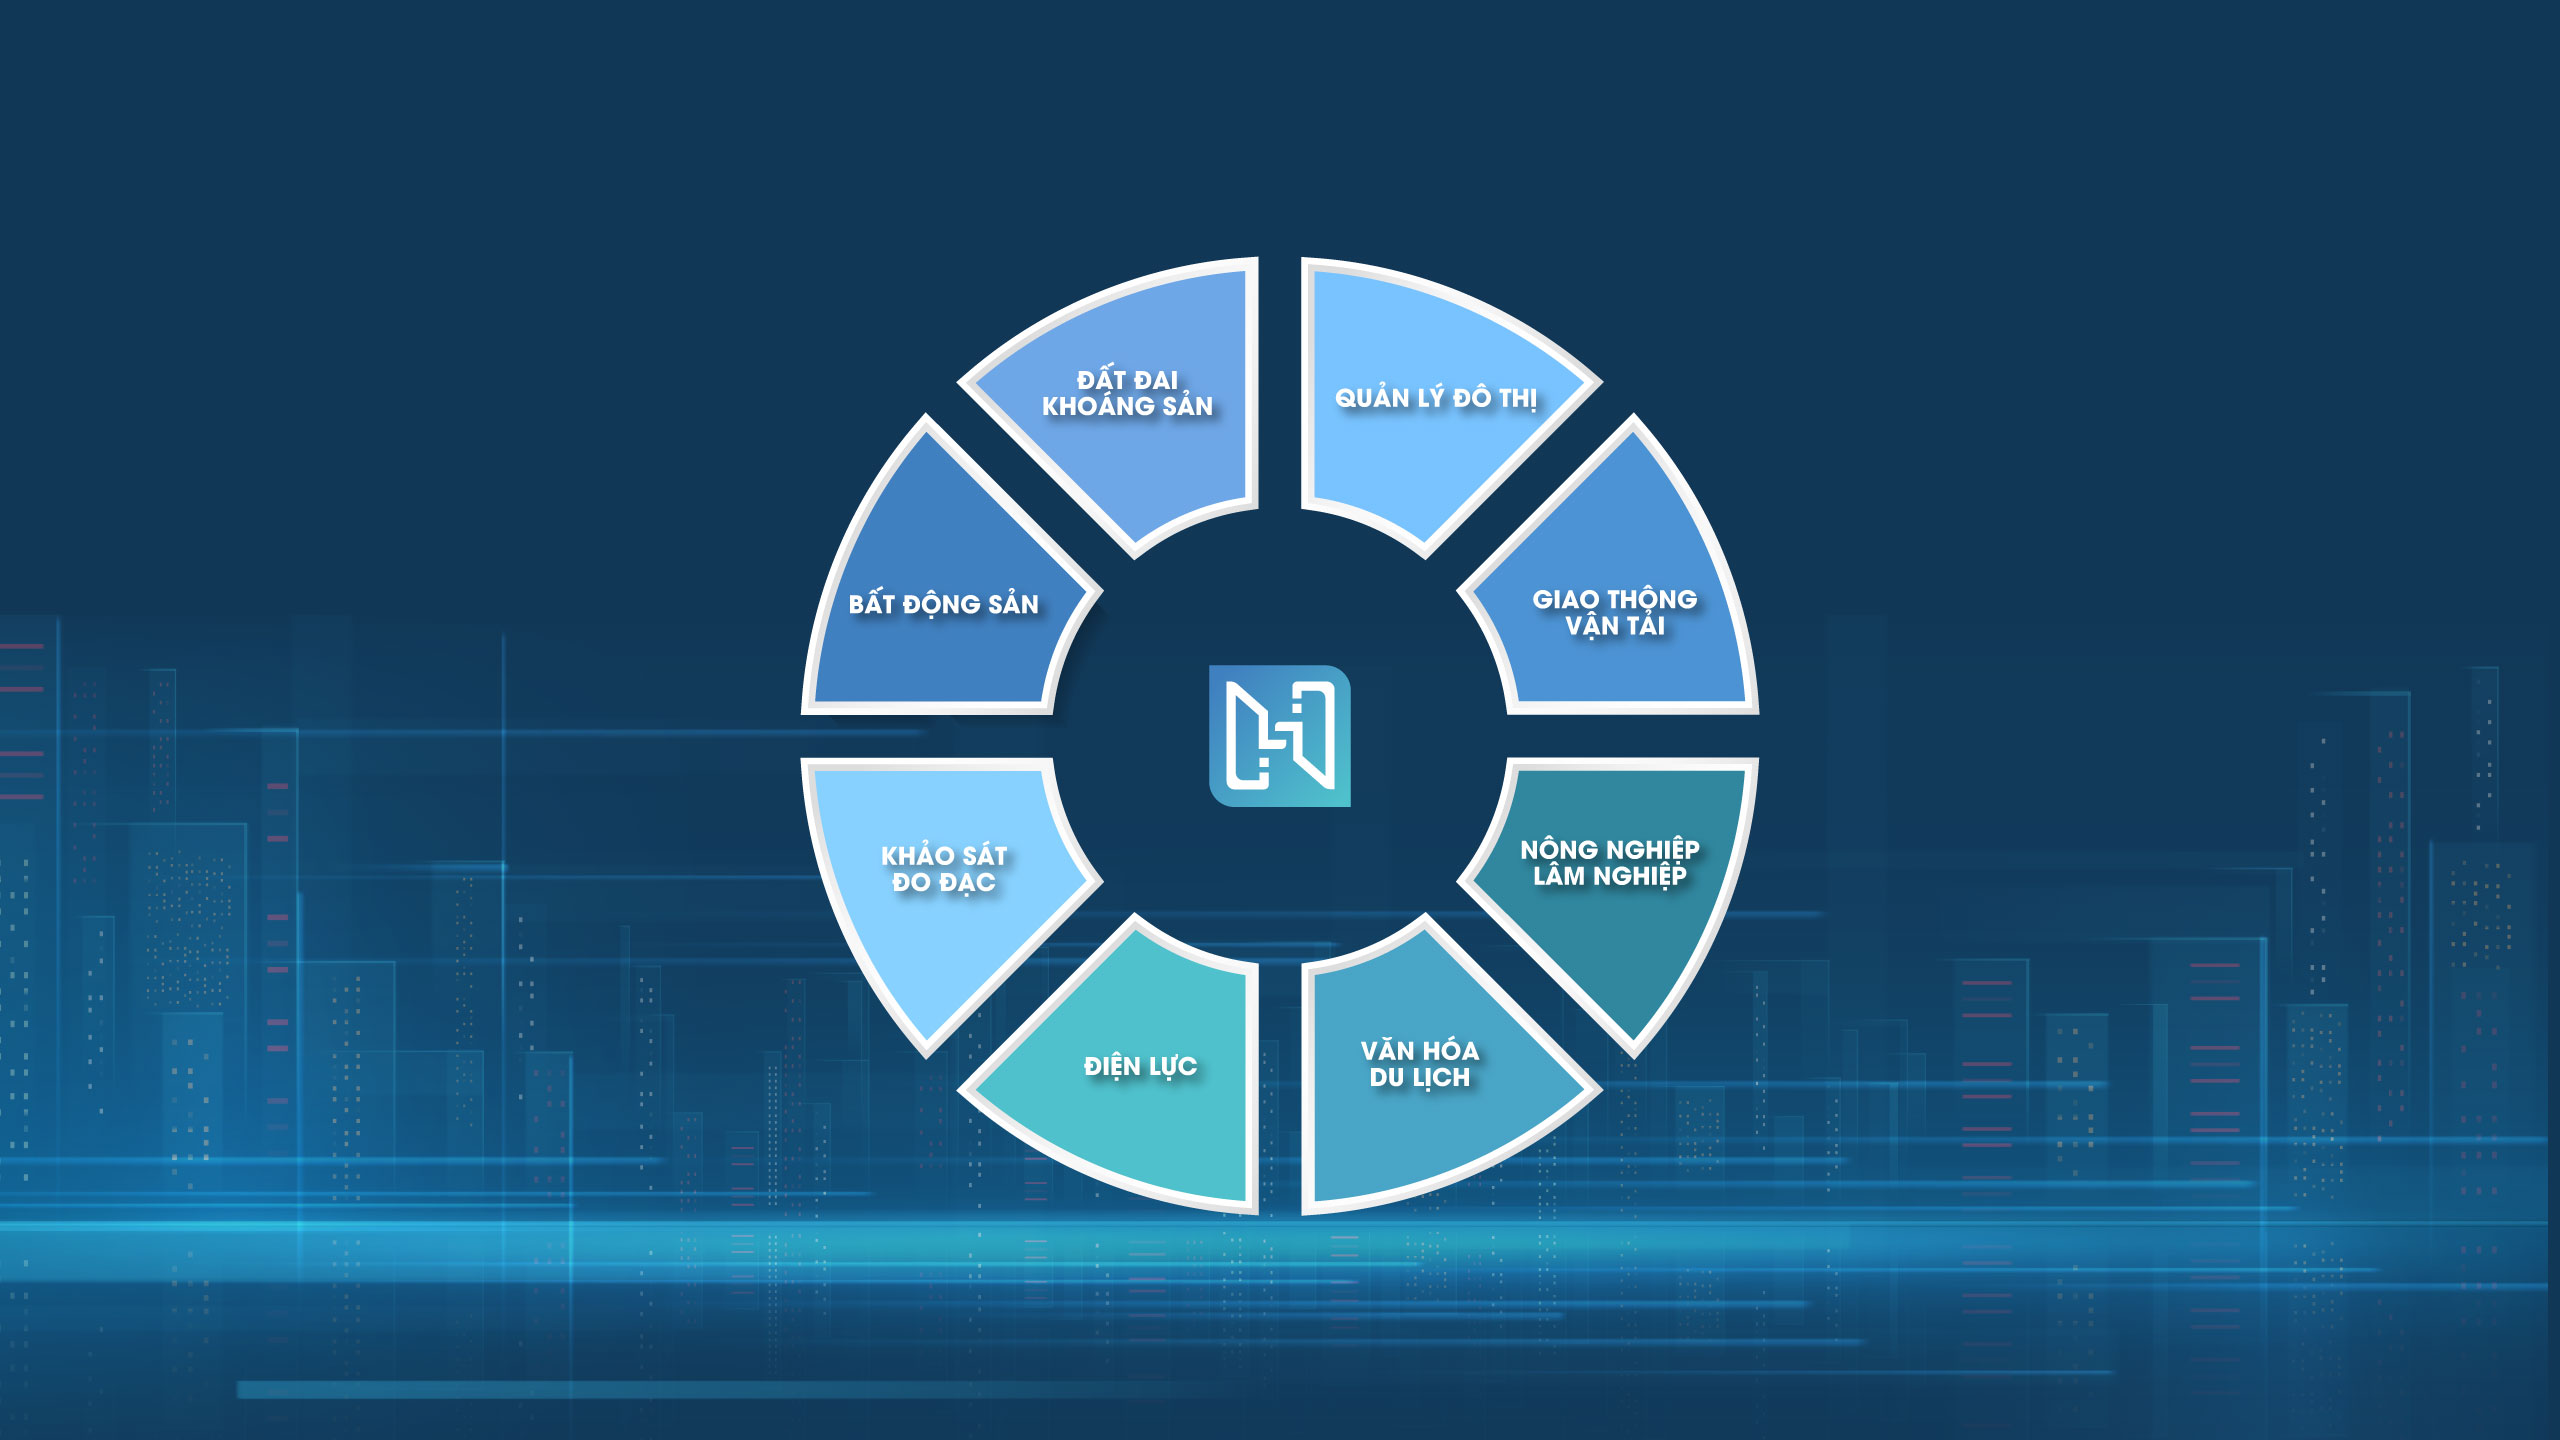 ĐẤT ĐAI
KHOÁNG SẢN
QUẢN LÝ ĐÔ THỊ
BẤT ĐỘNG SẢN
GIAO THÔNG
VẬN TẢI
KHẢO SÁT
ĐO ĐẠC
NÔNG NGHIỆP
LÂM NGHIỆP
ĐIỆN LỰC
VĂN HÓA
DU LỊCH